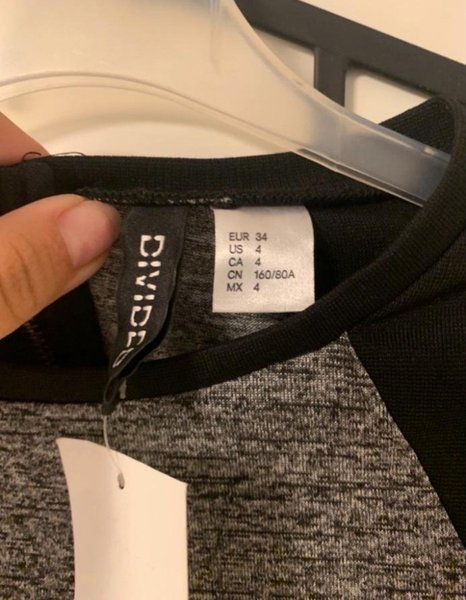 DIVIDED
EUR 34
US 4
CA 4
CN 160/80A
MX 4